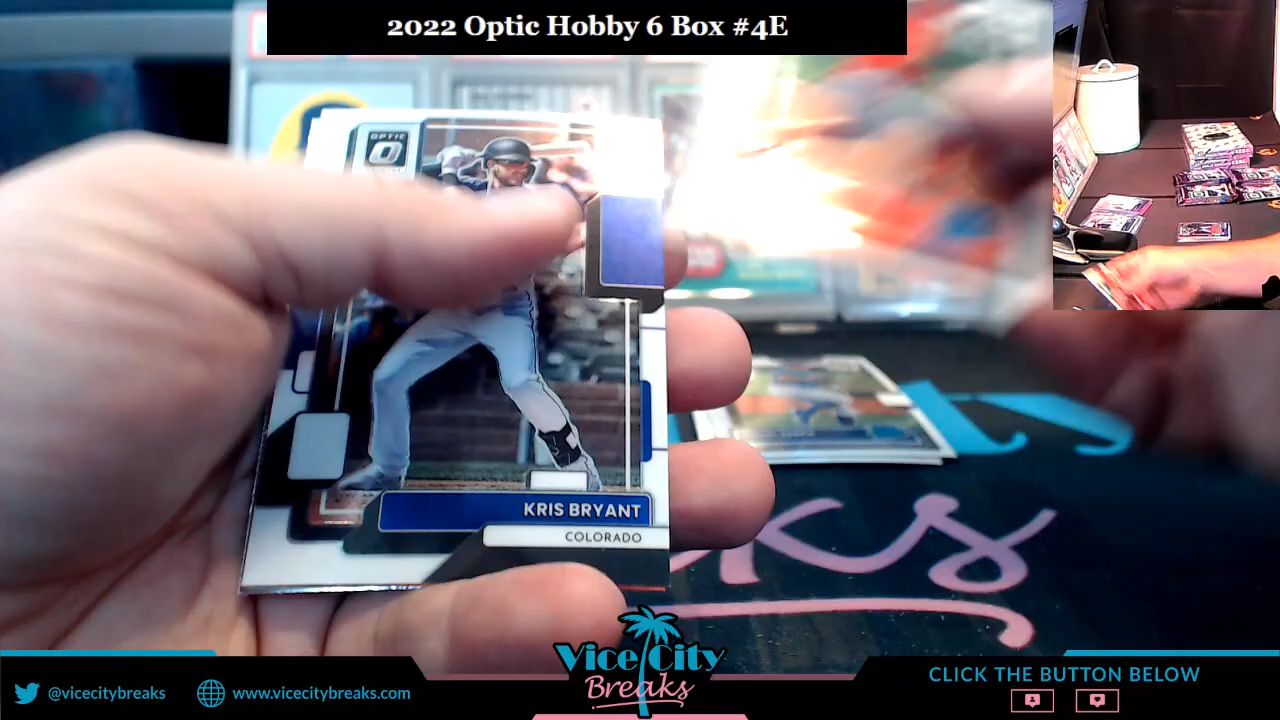 2022 Optic Hobby 6 Box #4E
OPTIC
KRIS BRYANT
COLORADO
Vice City
Breaks
@vicecitybreaks
www.vicecitybreaks.com
CLICK THE BUTTON BELOW